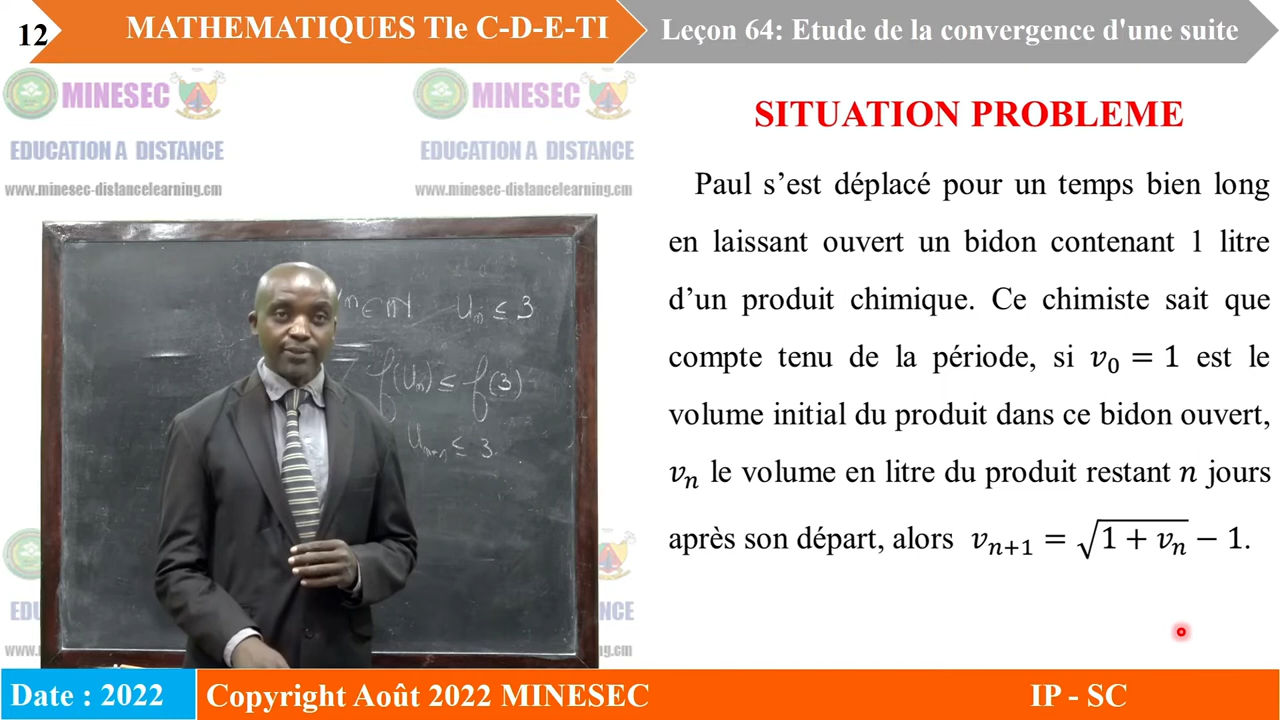 12
MATHEMATIQUES Tle C-D-E-TI
Leçon 64: Etude de la convergence d'une suite
MINESEC
EDUCATION A DISTANCE
www.minesec-distancelearning.cm
MINESEC
EDUCATION A DISTANCE
www.minesec-distancelearning.cm
∈ ℕ Uₙ ≤ 3
f(Uₙ) ≤ f(3)
Uₙ₊₁ ≤ 3.
SITUATION PROBLEME
Paul s’est déplacé pour un temps bien long
en laissant ouvert un bidon contenant 1 litre
d’un produit chimique. Ce chimiste sait que
compte tenu de la période, si v₀ = 1 est le
volume initial du produit dans ce bidon ouvert,
vₙ le volume en litre du produit restant n jours
après son départ, alors vₙ₊₁ = √(1 + vₙ) − 1.
Date : 2022
Copyright Août 2022 MINESEC
IP - SC